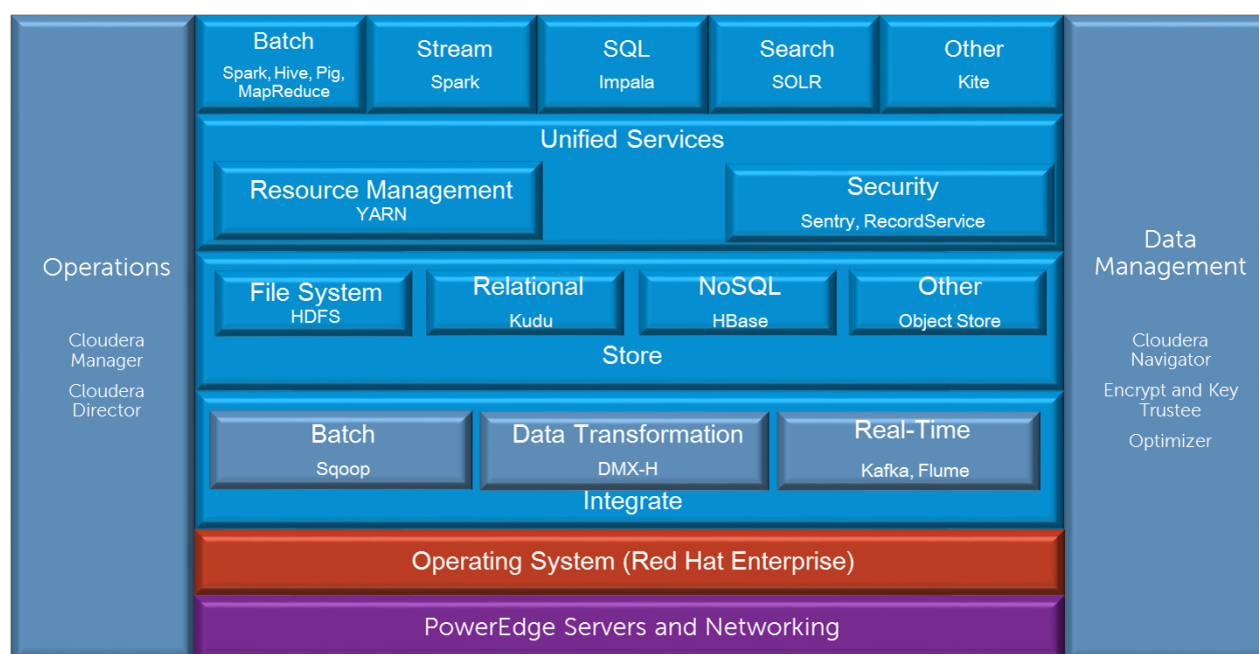 Operations
Cloudera
Manager
Cloudera
Director
Batch
Spark, Hive, Pig,
MapReduce
Stream
Spark
SQL
Impala
Search
SOLR
Other
Kite
Unified Services
Resource Management
YARN
Security
Sentry, RecordService
File System
HDFS
Relational
Kudu
NoSQL
HBase
Other
Object Store
Store
Batch
Sqoop
Data Transformation
DMX-H
Real-Time
Kafka, Flume
Integrate
Operating System (Red Hat Enterprise)
PowerEdge Servers and Networking
Data
Management
Cloudera
Navigator
Encrypt and Key
Trustee
Optimizer